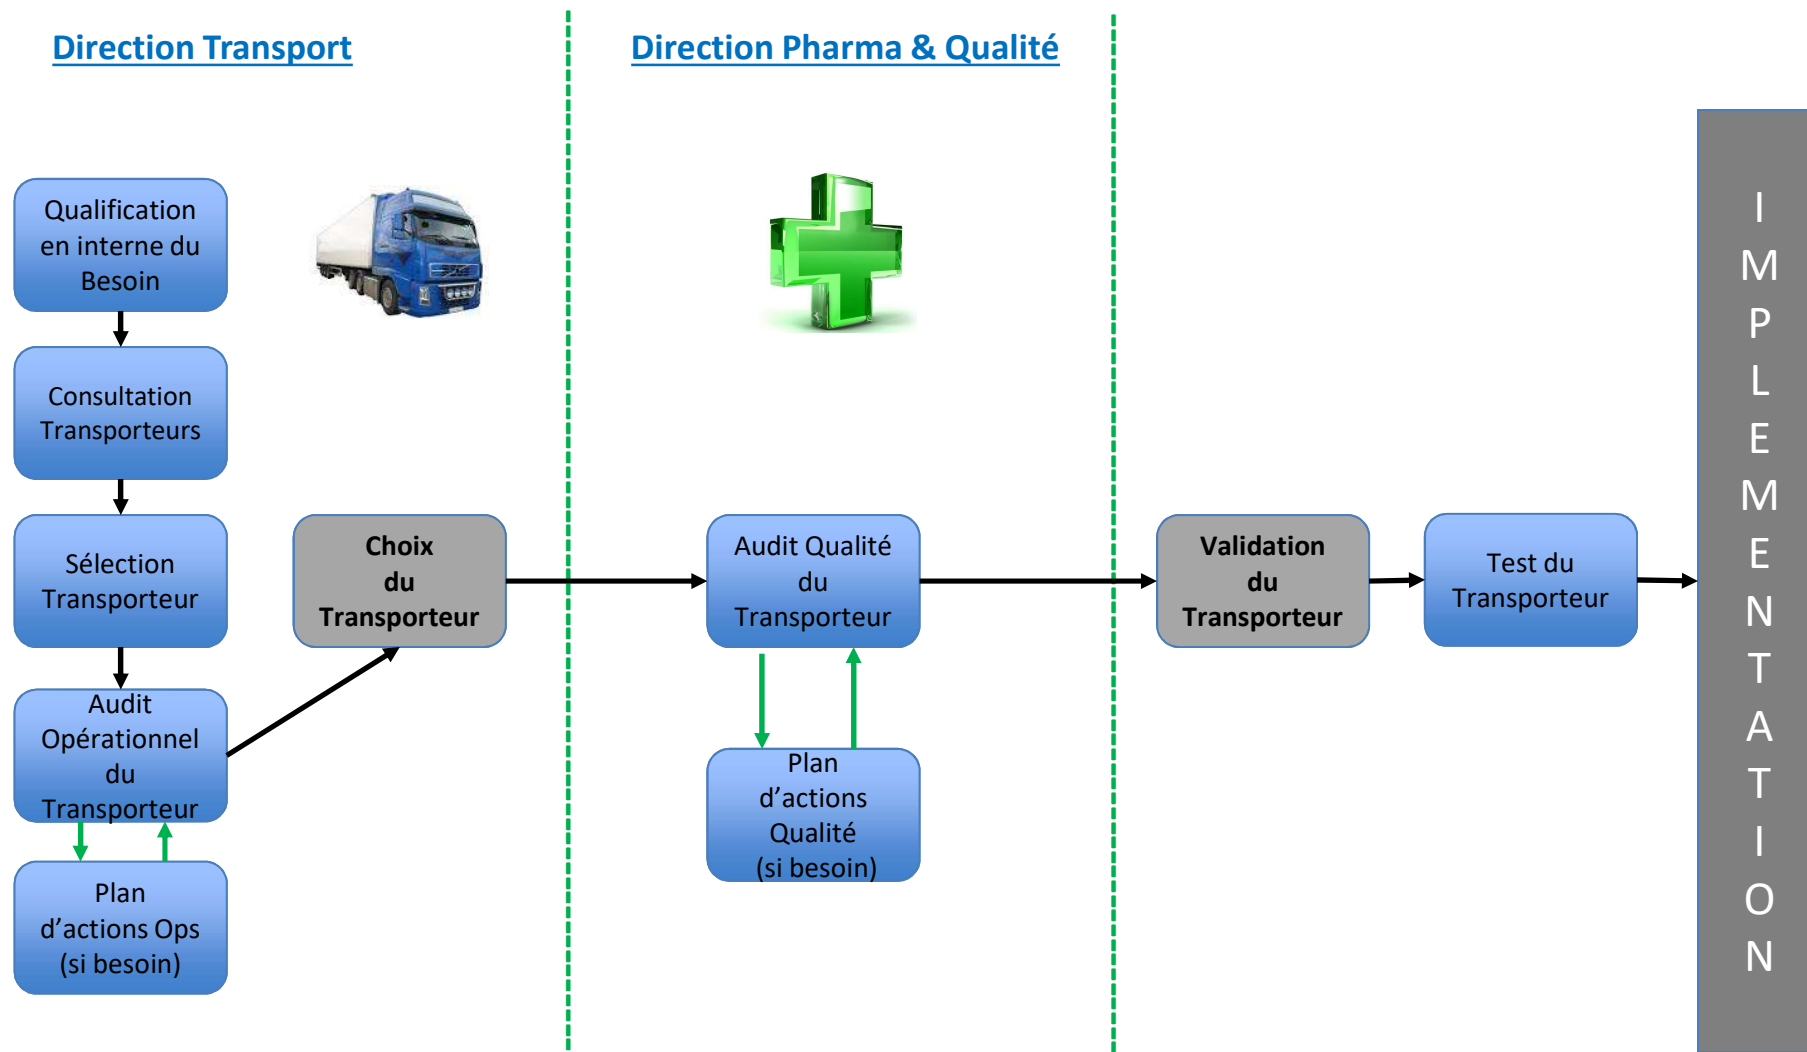 Direction Transport
Direction Pharma & Qualité
Qualification
en interne du
Besoin
Consultation
Transporteurs
Sélection
Transporteur
Audit
Opérationnel
du
Transporteur
Plan
d’actions Ops
(si besoin)
Choix
du
Transporteur
Audit Qualité
du
Transporteur
Plan
d’actions
Qualité
(si besoin)
Validation
du
Transporteur
Test du
Transporteur
I
M
P
L
E
M
E
N
T
A
T
I
O
N